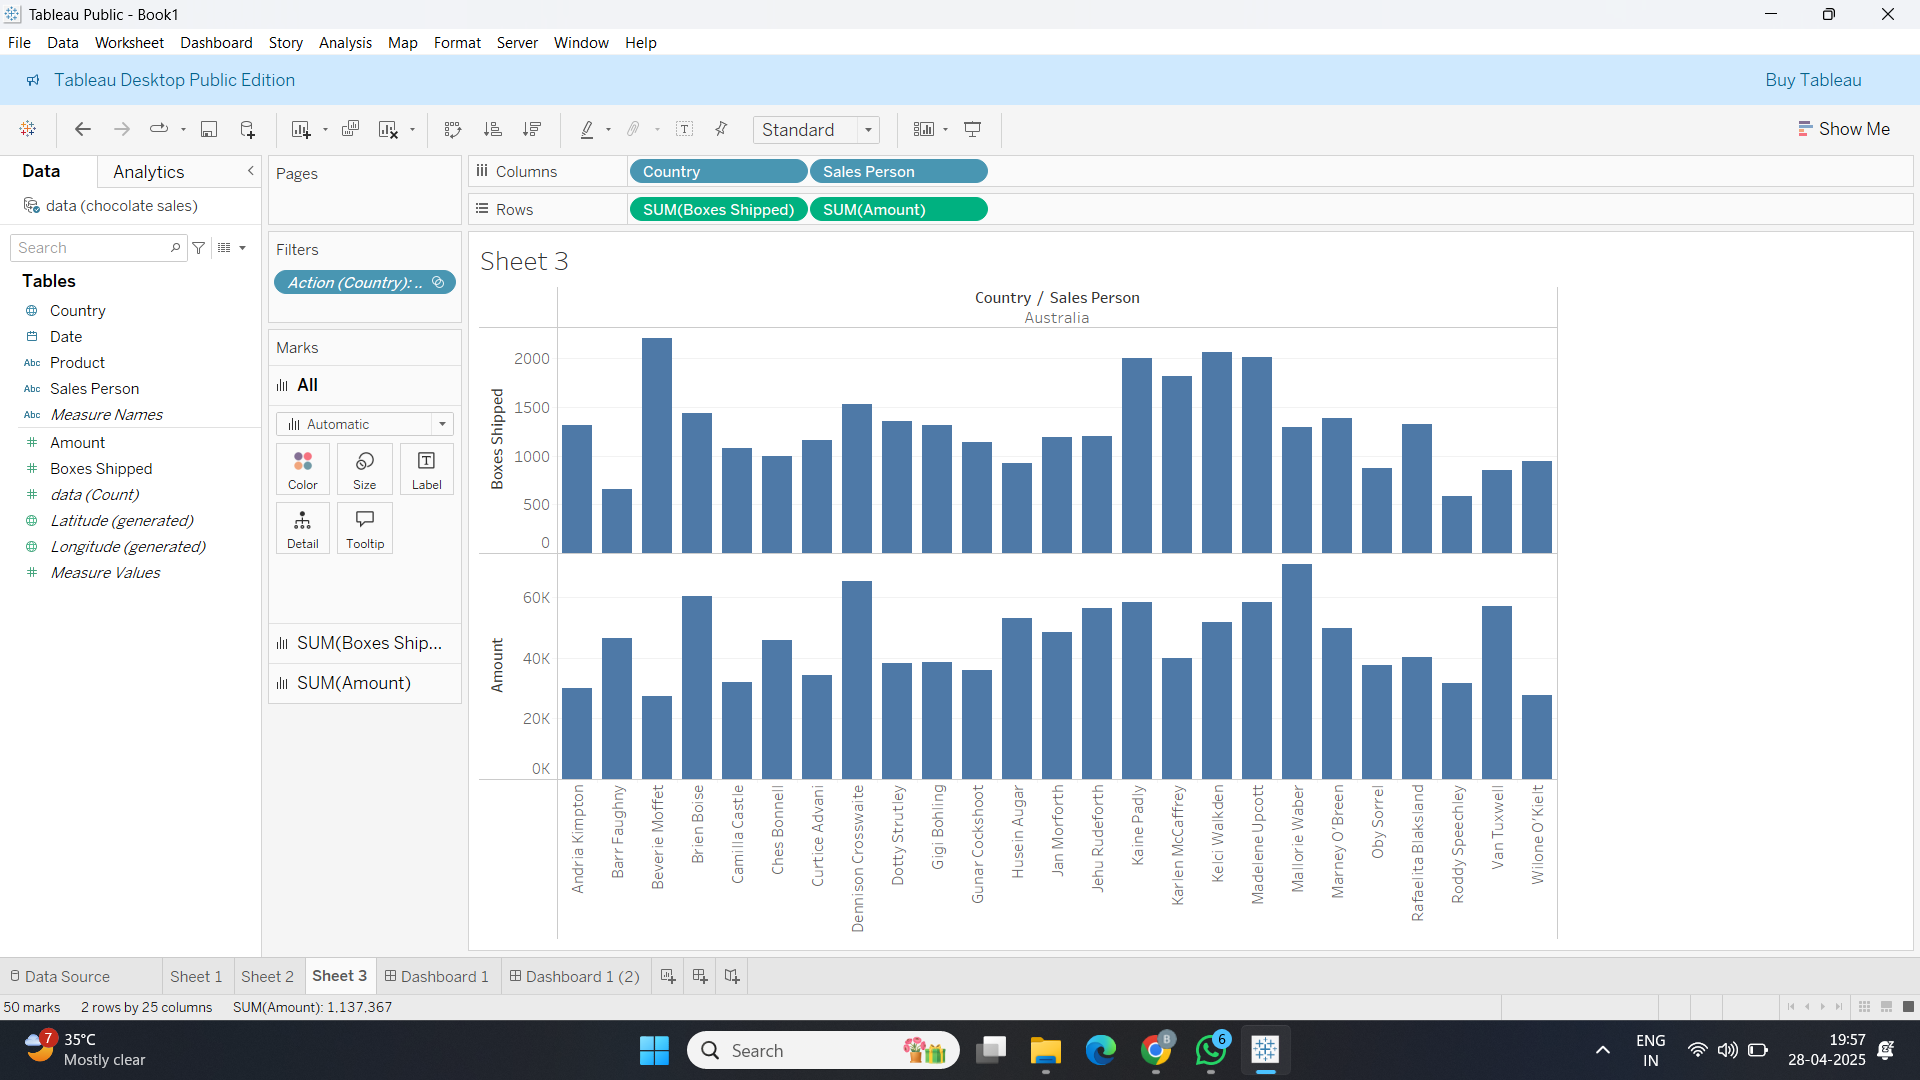 Tableau Public - Book1
File Data Worksheet Dashboard Story Analysis Map Format Server Window Help
Tableau Desktop Public Edition
Buy Tableau
Standard
Show Me
Data
Analytics
data (chocolate sales)
Search
Tables
Country
Date
Abc Product
Abc Sales Person
Abc Measure Names
Amount
Boxes Shipped
data (Count)
Latitude (generated)
Longitude (generated)
Measure Values
Pages
Filters
Action (Country): ..
Marks
All
Automatic
Color
Size
Label
Detail
Tooltip
SUM(Boxes Ship...
SUM(Amount)
Columns
Country
Sales Person
Rows
SUM(Boxes Shipped)
SUM(Amount)
Sheet 3
Country / Sales Person
Australia
Boxes Shipped
2000
1500
1000
500
0
Amount
60K
40K
20K
0K
Andria Kimpton
Barr Faughny
Beverie Moffet
Brien Boise
Camilla Castle
Ches Bonnell
Curtice Advani
Dennison Crosswaite
Dotty Strutley
Gigi Bohling
Gunar Cockshoot
Husein Augar
Jan Morforth
Jehu Rudeforth
Kaine Padly
Karlen McCaffrey
Kelci Walkden
Madelene Upcott
Mallorie Waber
Marney O'Breen
Oby Sorrel
Rafaelita Blaksland
Roddy Speechley
Van Tuxwell
Wilone O'Kielt
Data Source
Sheet 1
Sheet 2
Sheet 3
Dashboard 1
Dashboard 1 (2)
50 marks
2 rows by 25 columns
SUM(Amount): 1,137,367
7
35°C
Mostly clear
Search
B
6
ENG
IN
19:57
28-04-2025